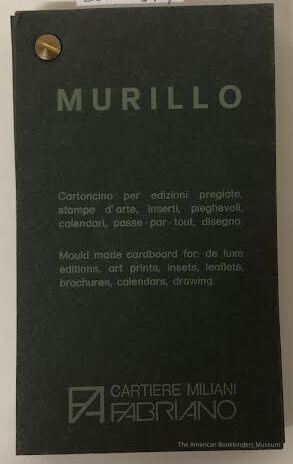 MURILLO
Cartoncino per edizioni pregiate,
stampe d'arte, inserti, pieghevoli,
calendari, passe-par-tout, disegno.
Mould made cardboard for: de luxe
editions, art prints, insets, leaflets,
brochures, calendars, drawing.
CARTIERE MILIANI
FABRIANO
The American Bookbinders Museum